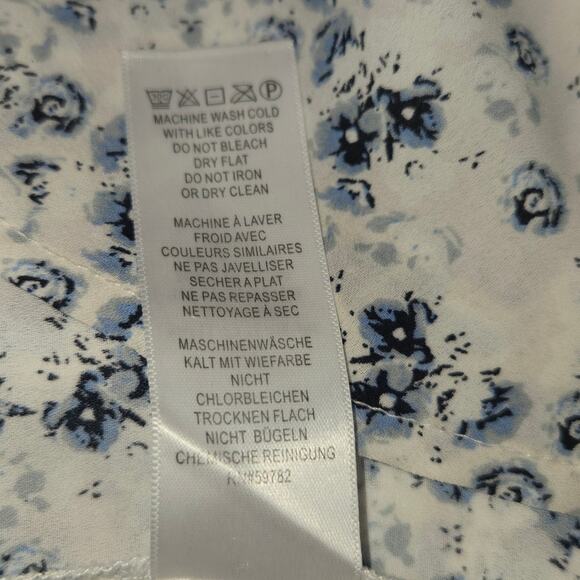 MACHINE WASH COLD
WITH LIKE COLORS
DO NOT BLEACH
DRY FLAT
DO NOT IRON
OR DRY CLEAN
MACHINE À LAVER
FROID AVEC
COULEURS SIMILAIRES
NE PAS JAVELLISER
SECHER A PLAT
NE PAS REPASSER
NETTOYAGE À SEC
MASCHINENWÄSCHE
KALT MIT WIEFARBE
NICHT
CHLORBLEICHEN
TROCKNEN FLACH
NICHT BÜGELN
CHEMISCHE REINIGUNG
RN#59782